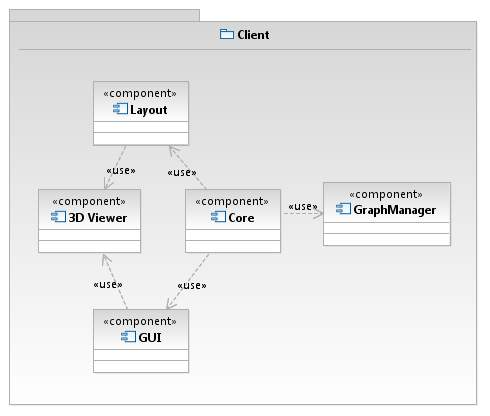 Client
«component»
Layout
«use»
«use»
«component»
3D Viewer
«component»
Core
«use»
«component»
GraphManager
«use»
«use»
«component»
GUI